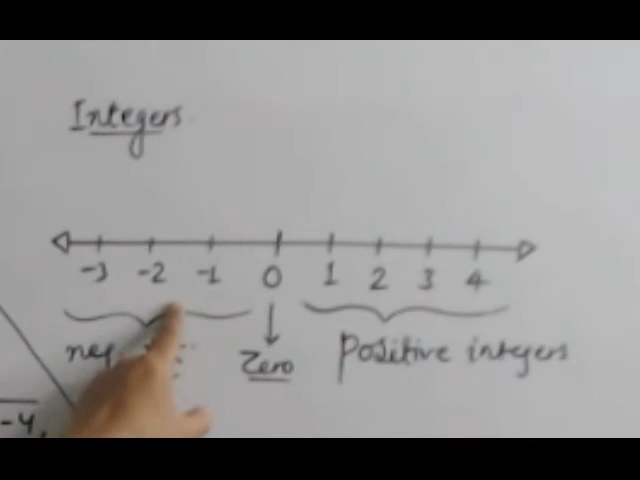 Integers
-3 -2 -1 0 1 2 3 4
Zero Positive integers
-4,